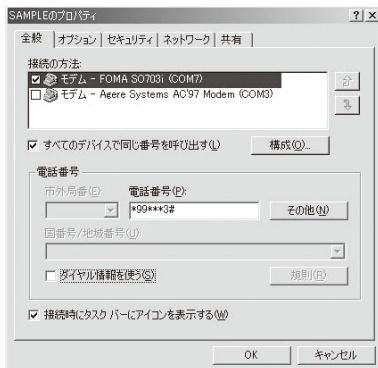 SAMPLEのプロパティ
全般 オプション セキュリティ ネットワーク 共有
接続の方法:
モデム - FOMA SO703i (COM7)
モデム - Agere Systems AC'97 Modem (COM3)
すべてのデバイスで同じ番号を呼び出す(L) 構成(O)...
電話番号
市外局番(E): 電話番号(P):
*99***3# その他(N)
国番号/地域番号(U):
ダイヤル情報を使う(S) 規則(R)
接続時にタスク バーにアイコンを表示する(W)
OK キャンセル